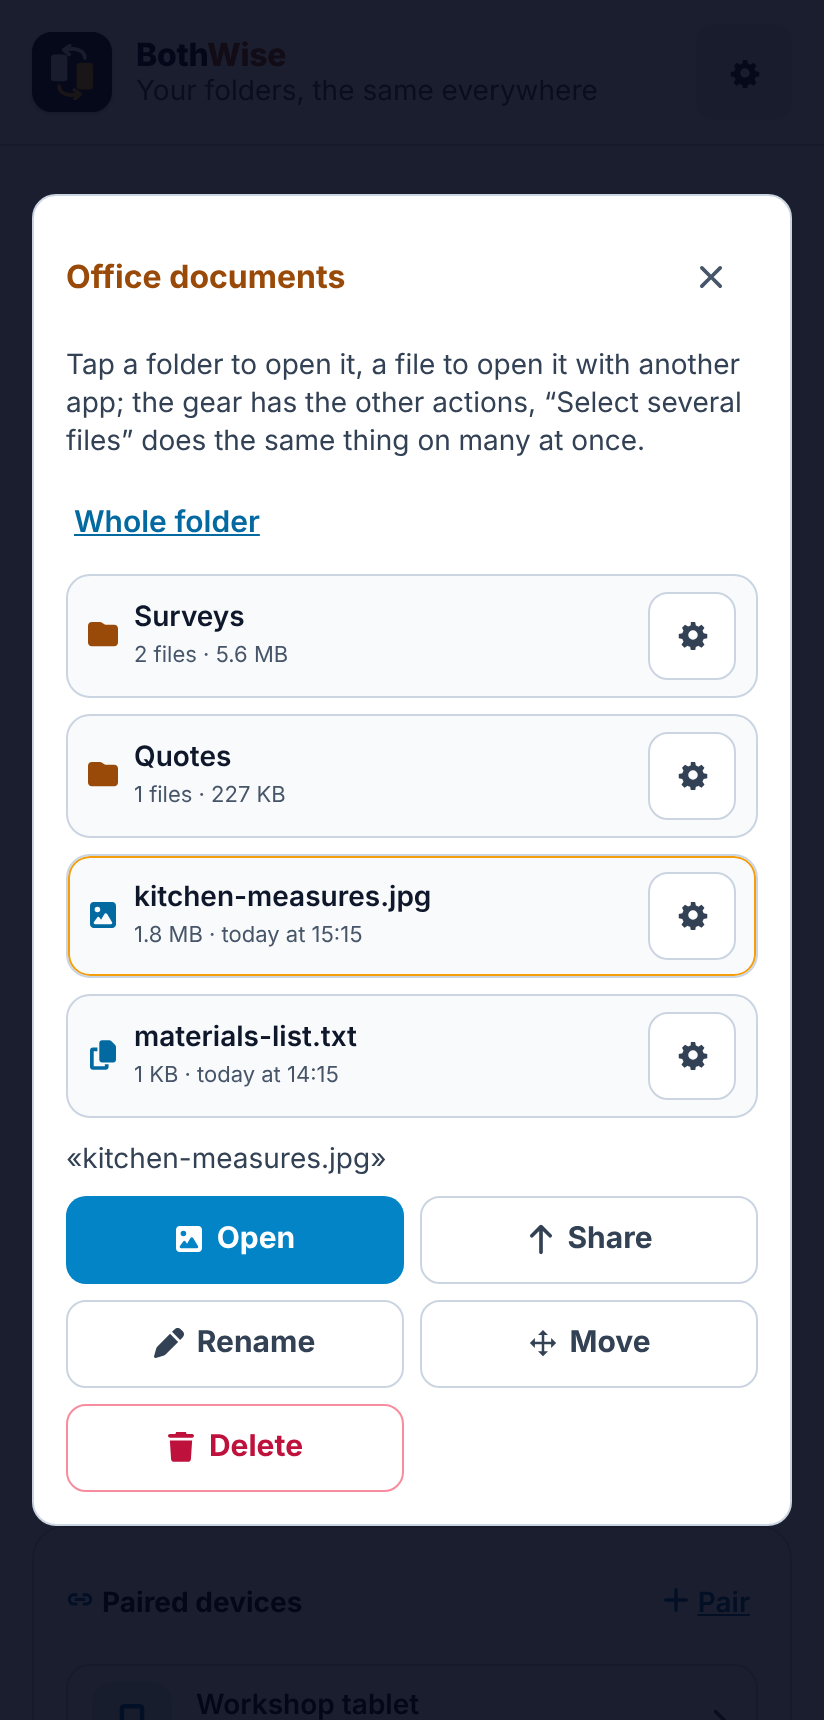 BothWise
Your folders, the same everywhere
Office documents
Tap a folder to open it, a file to open it with another
app; the gear has the other actions, “Select several
files” does the same thing on many at once.
Whole folder
Surveys
2 files · 5.6 MB
Quotes
1 files · 227 KB
kitchen-measures.jpg
1.8 MB · today at 15:15
materials-list.txt
1 KB · today at 14:15
«kitchen-measures.jpg»
Open
Share
Rename
Move
Delete
Paired devices
Pair
Workshop tablet